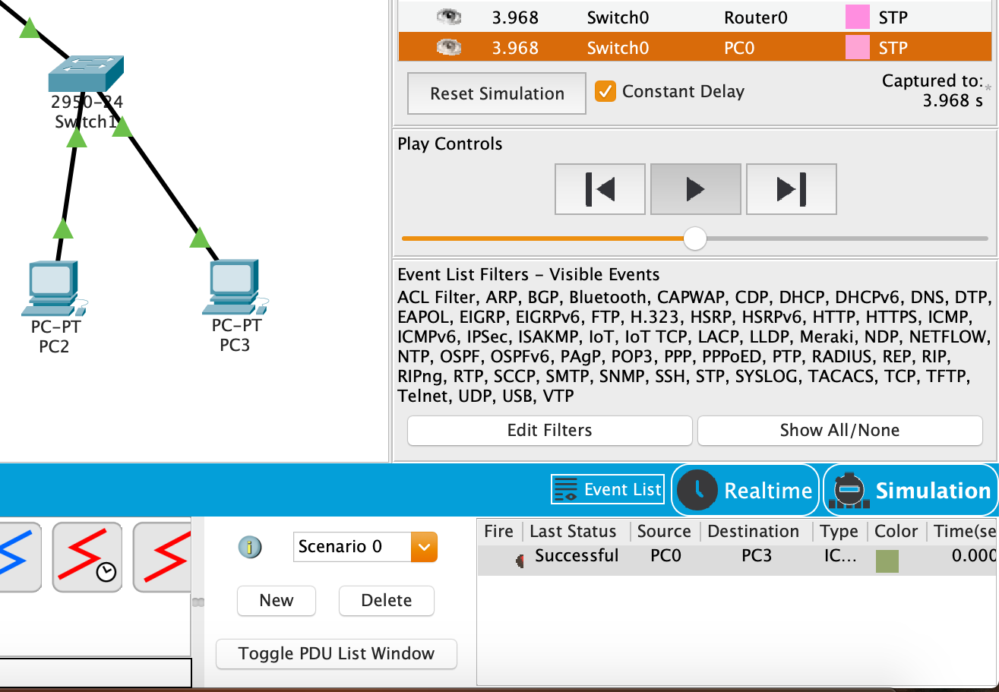 3.968 Switch0 Router0 STP
3.968 Switch0 PC0 STP
Reset Simulation
Constant Delay
Captured to:*
3.968 s
2950-24
Switch1
Play Controls
PC-PT
PC2
PC-PT
PC3
Event List Filters - Visible Events
ACL Filter, ARP, BGP, Bluetooth, CAPWAP, CDP, DHCP, DHCPv6, DNS, DTP,
EAPOL, EIGRP, EIGRPv6, FTP, H.323, HSRP, HSRPv6, HTTP, HTTPS, ICMP,
ICMPv6, IPSec, ISAKMP, IoT, IoT TCP, LACP, LLDP, Meraki, NDP, NETFLOW,
NTP, OSPF, OSPFv6, PAgP, POP3, PPP, PPPoED, PTP, RADIUS, REP, RIP,
RIPng, RTP, SCCP, SMTP, SNMP, SSH, STP, SYSLOG, TACACS, TCP, TFTP,
Telnet, UDP, USB, VTP
Edit Filters
Show All/None
Event List
Realtime
Simulation
Scenario 0
New
Delete
Toggle PDU List Window
Fire Last Status Source Destination Type Color Time(se
Successful PC0 PC3 IC... 0.000